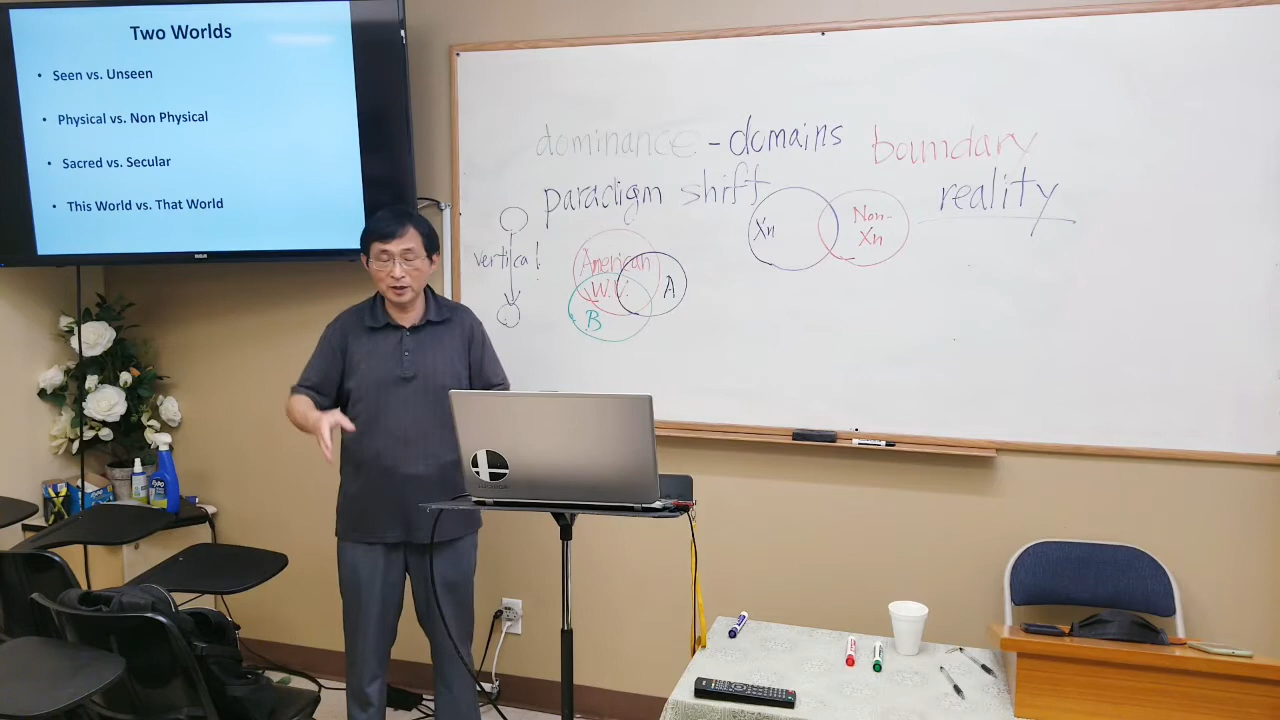 Two Worlds
• Seen vs. Unseen
• Physical vs. Non Physical
• Sacred vs. Secular
• This World vs. That World
dominance - domains boundary
paradigm shift
reality
Xn
Non-
Xn
vertical
American
W.V.
A
B
EXPO